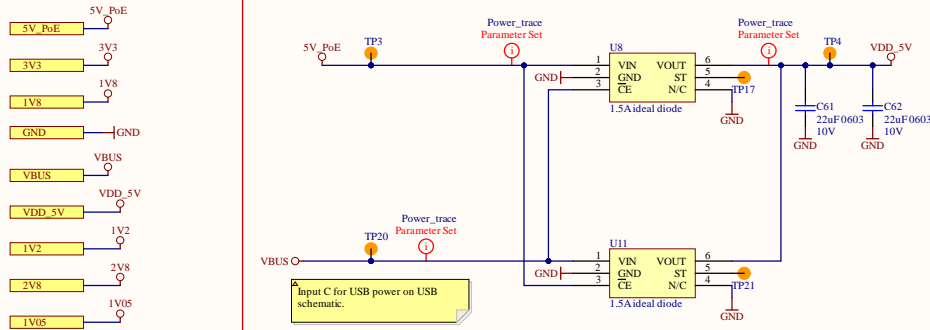 5V_PoE
5V_PoE
3V3
3V3
1V8
1V8
GND
GND
VBUS
VBUS
VDD_5V
VDD_5V
1V2
1V2
2V8
2V8
1V05
1V05
5V_PoE
TP3
Power_trace
Parameter Set
i
U8
1 VIN VOUT 6
GND 2 GND ST 5
3 CE N/C 4
1.5A ideal diode
TP17
GND
Power_trace
Parameter Set
i
TP4
VDD_5V
C61
22uF 0603
10V
GND
C62
22uF 0603
10V
GND
VBUS
TP20
Power_trace
Parameter Set
i
U11
1 VIN VOUT 6
GND 2 GND ST 5
3 CE N/C 4
1.5A ideal diode
TP21
GND
Input C for USB power on USB
schematic.